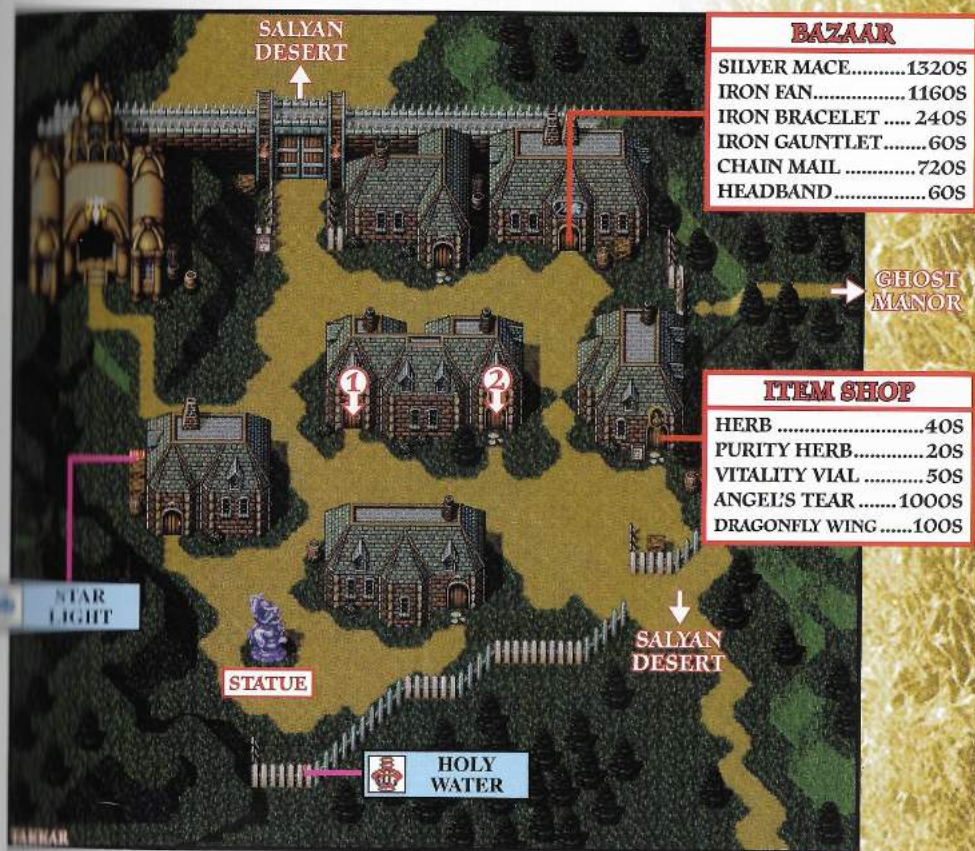 SALYAN
DESERT
BAZAAR
SILVER MACE..........1320S
IRON FAN................1160S
IRON BRACELET ..... 240S
IRON GAUNTLET........60S
CHAIN MAIL ..............720S
HEADBAND................60S
GHOST
MANOR
1
2
ITEM SHOP
HERB ..........................40S
PURITY HERB.............20S
VITALITY VIAL ...........50S
ANGEL'S TEAR .......1000S
DRAGONFLY WING ......100S
STAR
LIGHT
SALYAN
DESERT
STATUE
HOLY
WATER